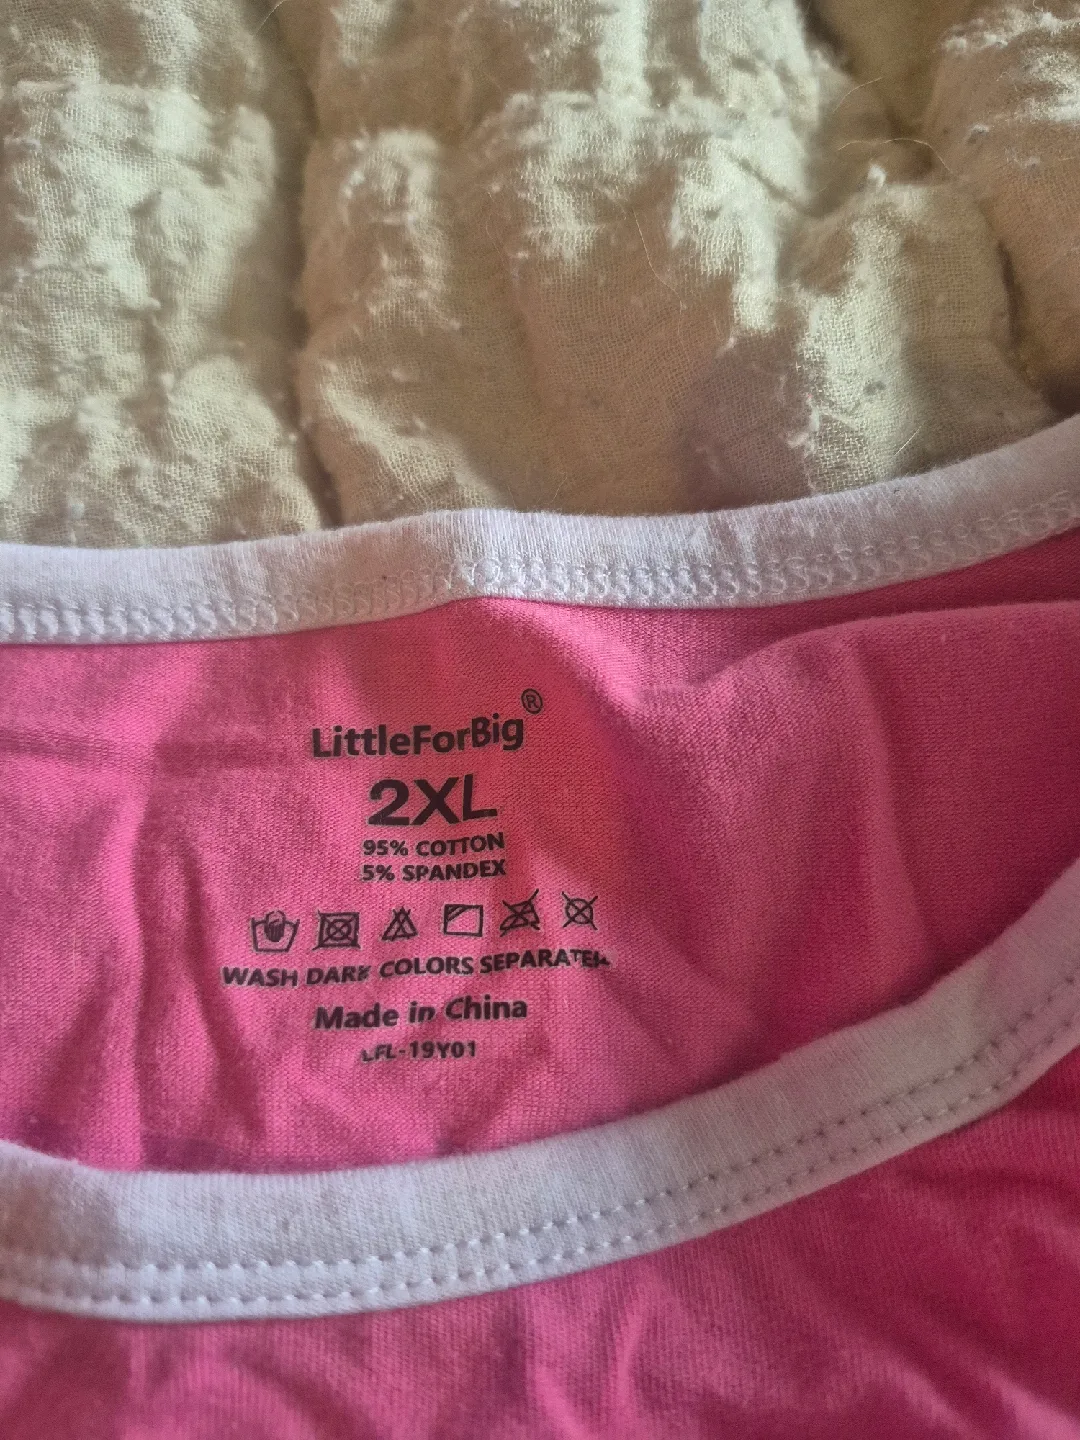 LittleForBig®
2XL
95% COTTON
5% SPANDEX
WASH DARK COLORS SEPARATELY
Made in China
LFL-19Y01